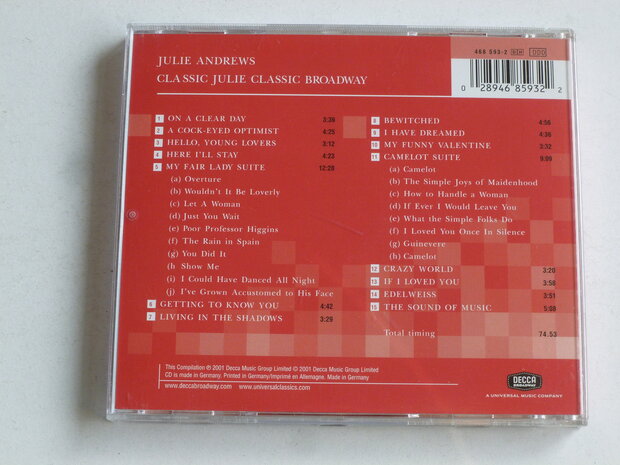 JULIE ANDREWS
CLASSIC JULIE CLASSIC BROADWAY
468 593-2 GH DDD
0 28946 85932 2
1 ON A CLEAR DAY 3:39
2 A COCK-EYED OPTIMIST 4:25
3 HELLO, YOUNG LOVERS 3:12
4 HERE I'LL STAY 4:23
5 MY FAIR LADY SUITE 12:28
(a) Overture
(b) Wouldn't It Be Loverly
(c) Let A Woman
(d) Just You Wait
(e) Poor Professor Higgins
(f) The Rain in Spain
(g) You Did It
(h Show Me
(i) I Could Have Danced All Night
(j) I've Grown Accustomed to His Face
6 GETTING TO KNOW YOU 4:42
7 LIVING IN THE SHADOWS 3:29
8 BEWITCHED 4:56
9 I HAVE DREAMED 4:36
10 MY FUNNY VALENTINE 3:32
11 CAMELOT SUITE 9:09
(a) Camelot
(b) The Simple Joys of Maidenhood
(c) How to Handle a Woman
(d) If Ever I Would Leave You
(e) What the Simple Folks Do
(f) I Loved You Once In Silence
(g) Guinevere
(h) Camelot
12 CRAZY WORLD 3:20
13 IF I LOVED YOU 3:58
14 EDELWEISS 3:51
15 THE SOUND OF MUSIC 5:08
Total timing 74.53
This Compilation ℗ 2001 Decca Music Group Limited © 2001 Decca Music Group Limited
CD is made in Germany. Printed in Germany/Imprimé en Allemagne. Made in Germany
www.deccabroadway.com www.universalclassics.com
DECCA
BROADWAY
A UNIVERSAL MUSIC COMPANY